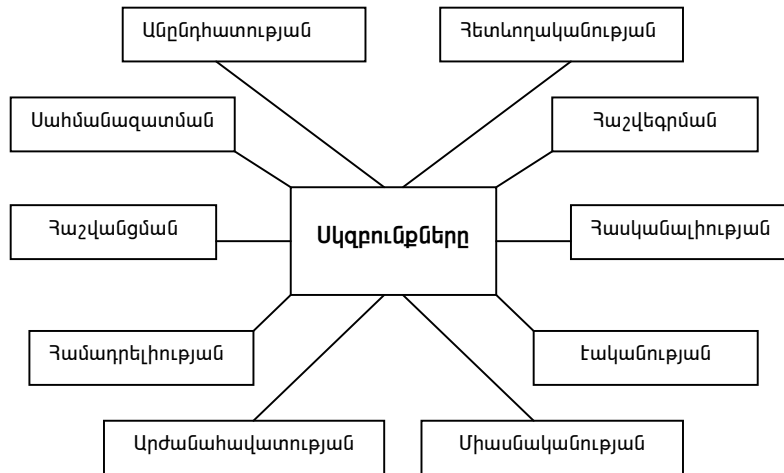 Անընդհատության
Հետևողականության
Սահմանազատման
Հաշվեգրման
Հաշվանցման
Սկզբունքները
Հասկանալիության
Համադրելիության
Էականության
Արժանահավատության
Միասնականության